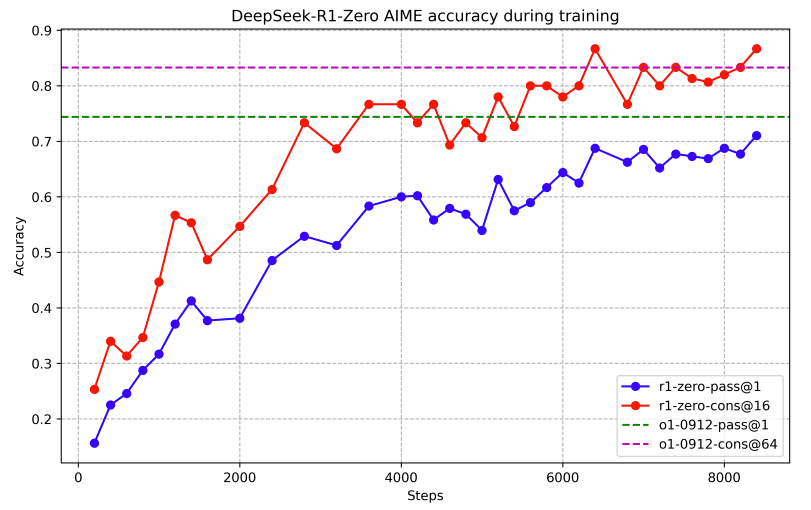 DeepSeek-R1-Zero AIME accuracy during training
0.9
0.8
0.7
0.6
0.5
0.4
0.3
0.2
Accuracy
0 2000 4000 6000 8000
Steps
r1-zero-pass@1
r1-zero-cons@16
o1-0912-pass@1
o1-0912-cons@64